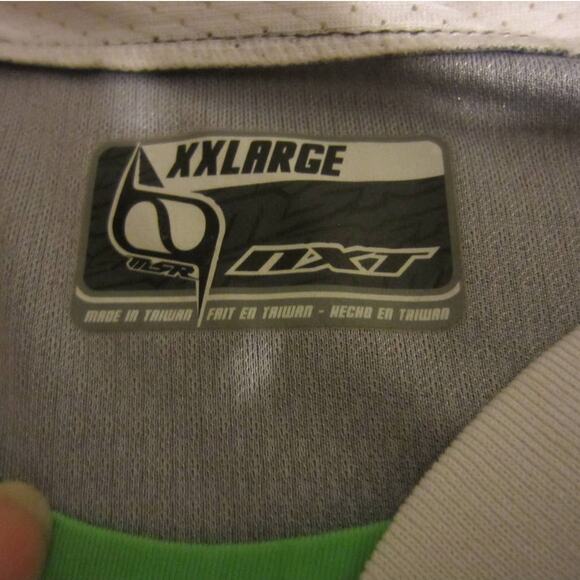 XXLARGE
MSR
NXT
MADE IN TAIWAN FAIT EN TAIWAN - HECHO EN TAIWAN